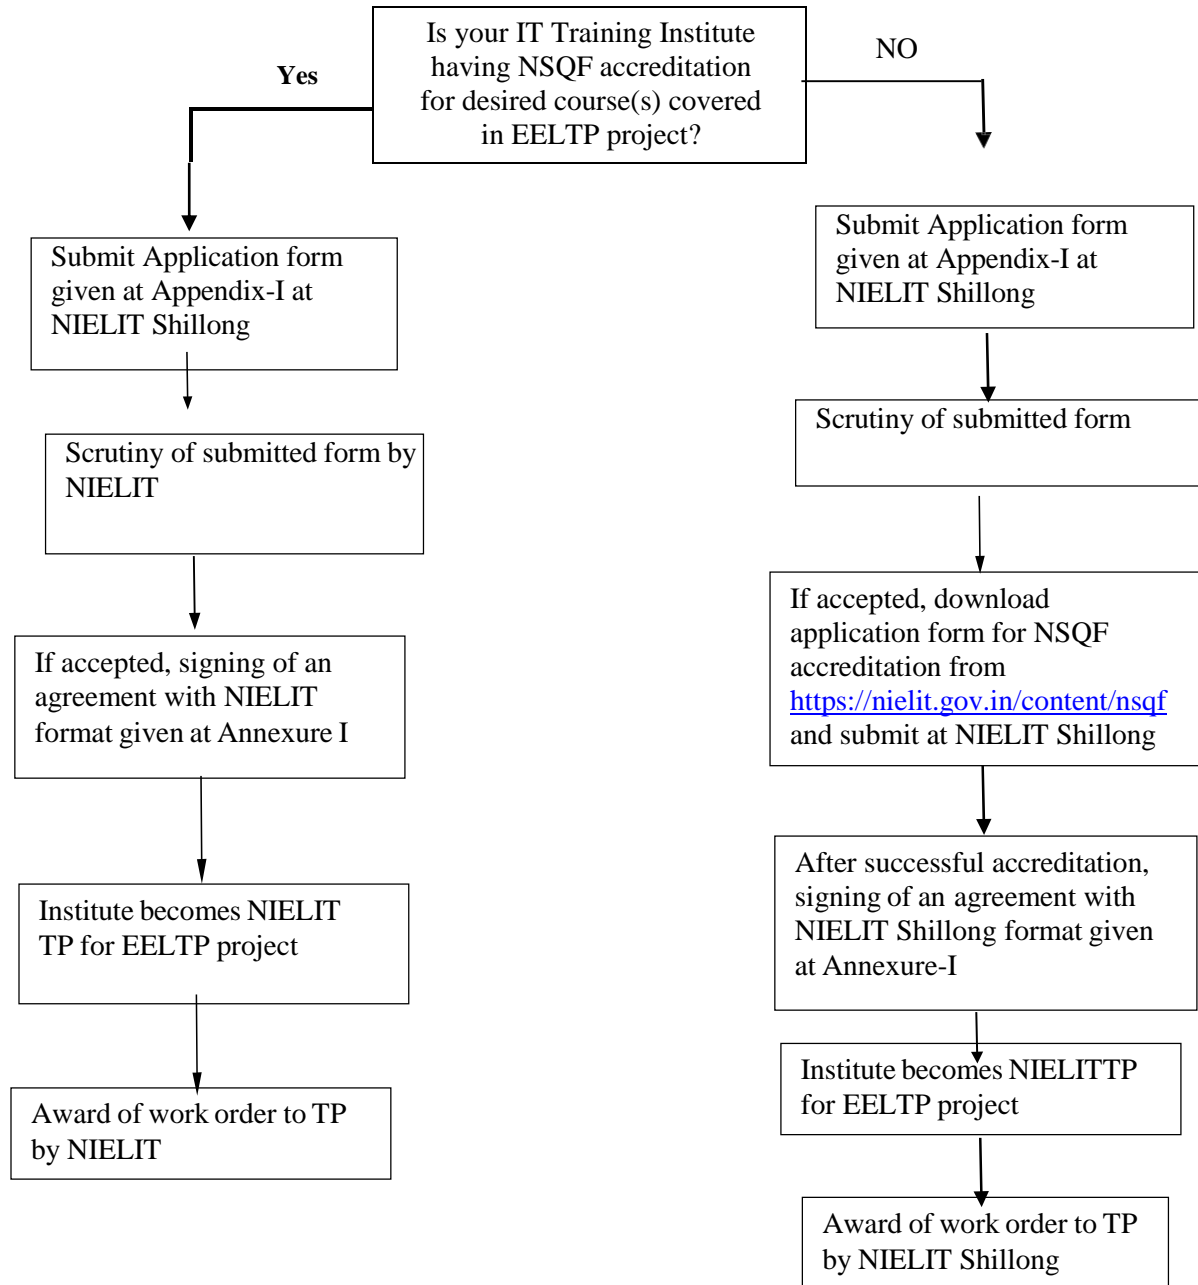 Is your IT Training Institute
having NSQF accreditation
for desired course(s) covered
in EELTP project?
Yes
NO
Submit Application form
given at Appendix-I at
NIELIT Shillong
Scrutiny of submitted form by
NIELIT
If accepted, signing of an
agreement with NIELIT
format given at Annexure I
Institute becomes NIELIT
TP for EELTP project
Award of work order to TP
by NIELIT
Submit Application form
given at Appendix-I at
NIELIT Shillong
Scrutiny of submitted form
If accepted, download
application form for NSQF
accreditation from
https://nielit.gov.in/content/nsqf
and submit at NIELIT Shillong
After successful accreditation,
signing of an agreement with
NIELIT Shillong format given
at Annexure-I
Institute becomes NIELITTP
for EELTP project
Award of work order to TP
by NIELIT Shillong